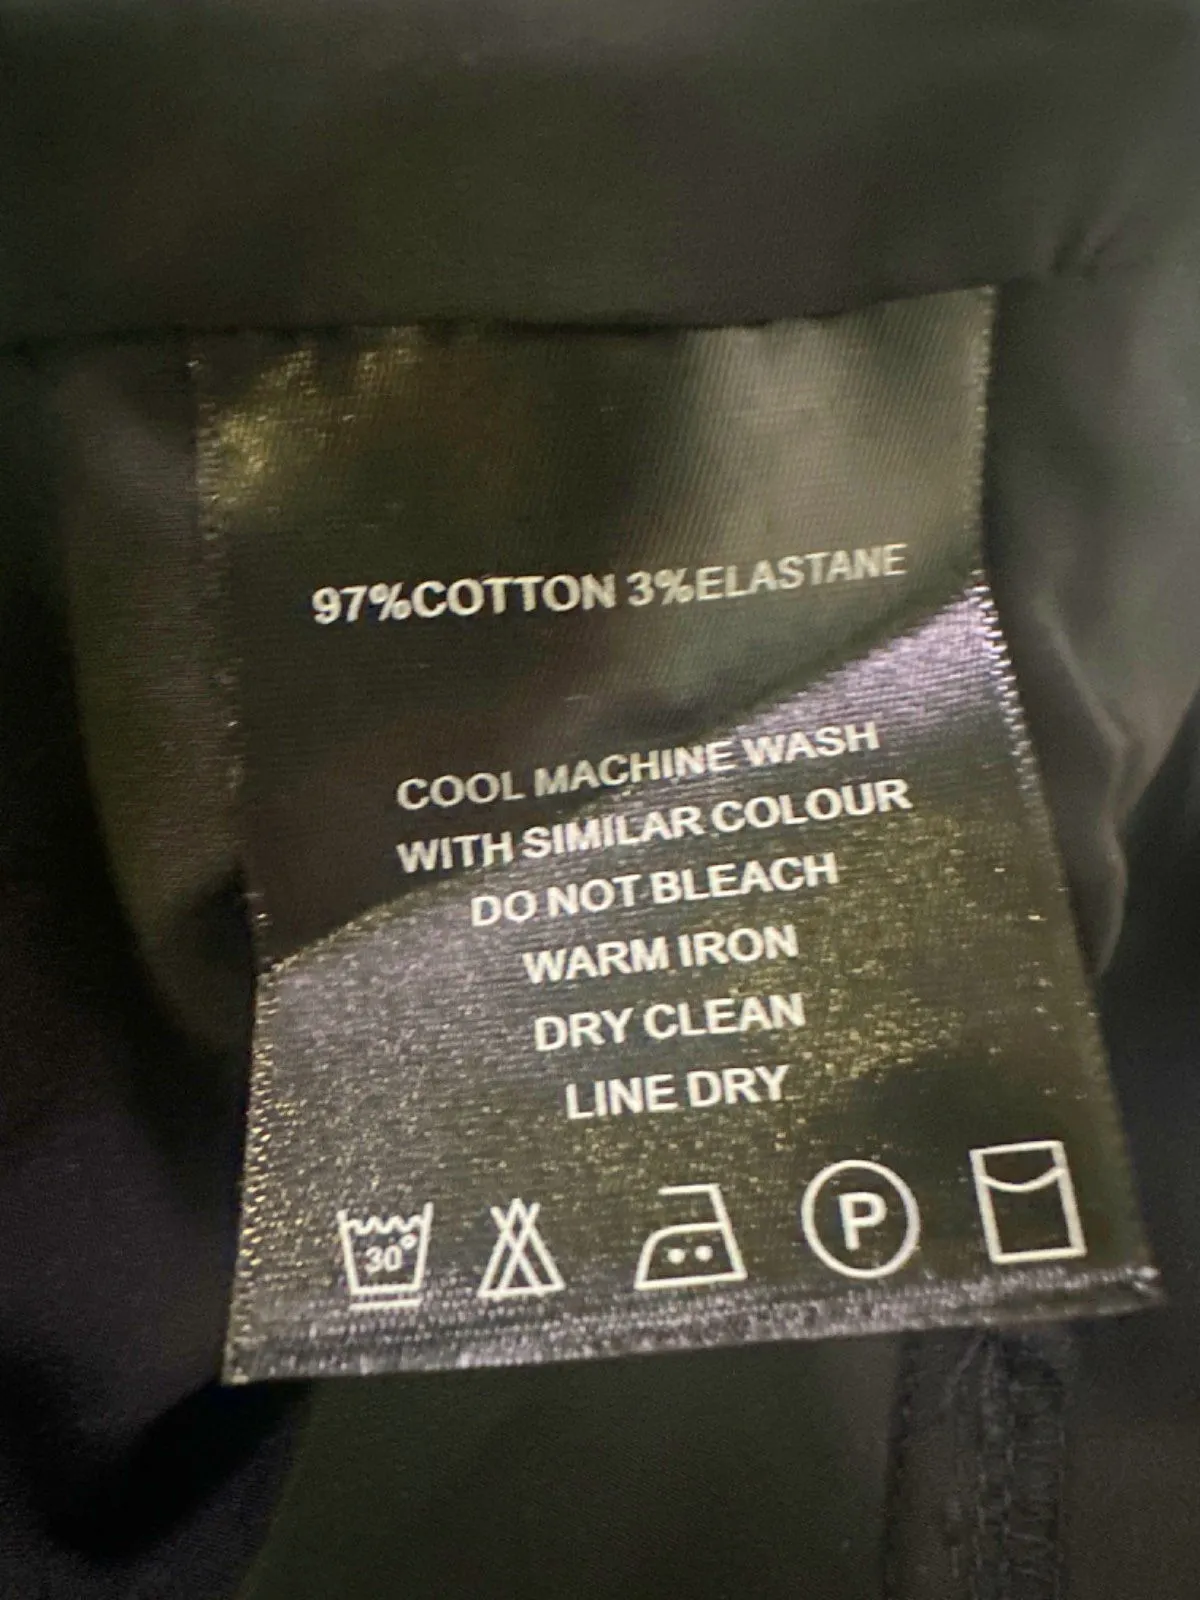 97%COTTON 3%ELASTANE
COOL MACHINE WASH
WITH SIMILAR COLOUR
DO NOT BLEACH
WARM IRON
DRY CLEAN
LINE DRY
30° P